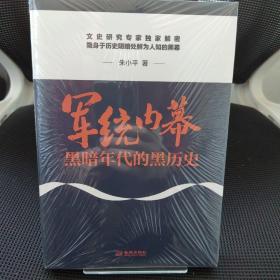 文史研究专家独家解密
隐身于历史阴暗处鲜为人知的黑幕
朱小平 著
军统内幕
黑暗年代的黑历史